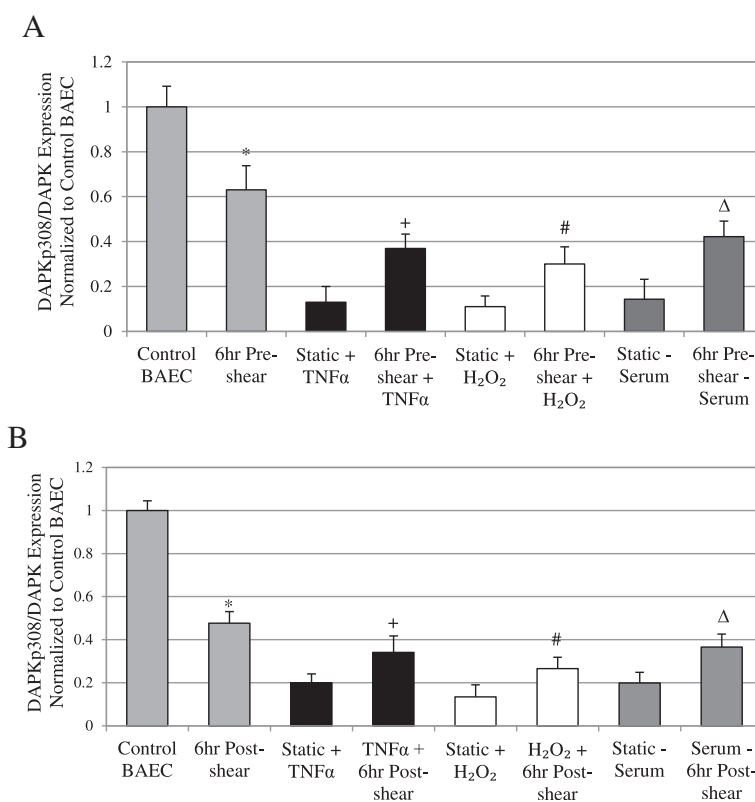 A
DAPKp308/DAPK Expression
Normalized to Control BAEC
1.2
1
0.8
0.6
0.4
0.2
0
*
+
#
Δ
Control BAEC
6hr Pre-shear
Static + TNFα
6hr Pre-shear + TNFα
Static + H₂O₂
6hr Pre-shear + H₂O₂
Static - Serum
6hr Pre-shear - Serum
B
DAPKp308/DAPK Expression
Normalized to Control BAEC
1.2
1
0.8
0.6
0.4
0.2
0
*
+
#
Δ
Control BAEC
6hr Post-shear
Static + TNFα
TNFα + 6hr Post-shear
Static + H₂O₂
H₂O₂ + 6hr Post-shear
Static - Serum
Serum - 6hr Post-shear